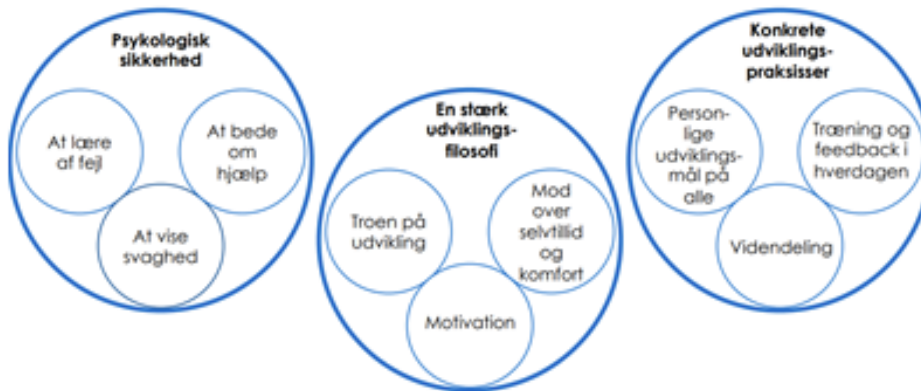 Psykologisk
sikkerhed
At lære
af fejl
At bede
om
hjælp
At vise
svaghed
En stærk
udviklings-
filosofi
Troen på
udvikling
Mod
over
selvtillid
og
komfort
Motivation
Konkrete
udviklings-
praksisser
Person-
lige
udviklings-
mål på
alle
Træning og
feedback i
hverdagen
Videndeling